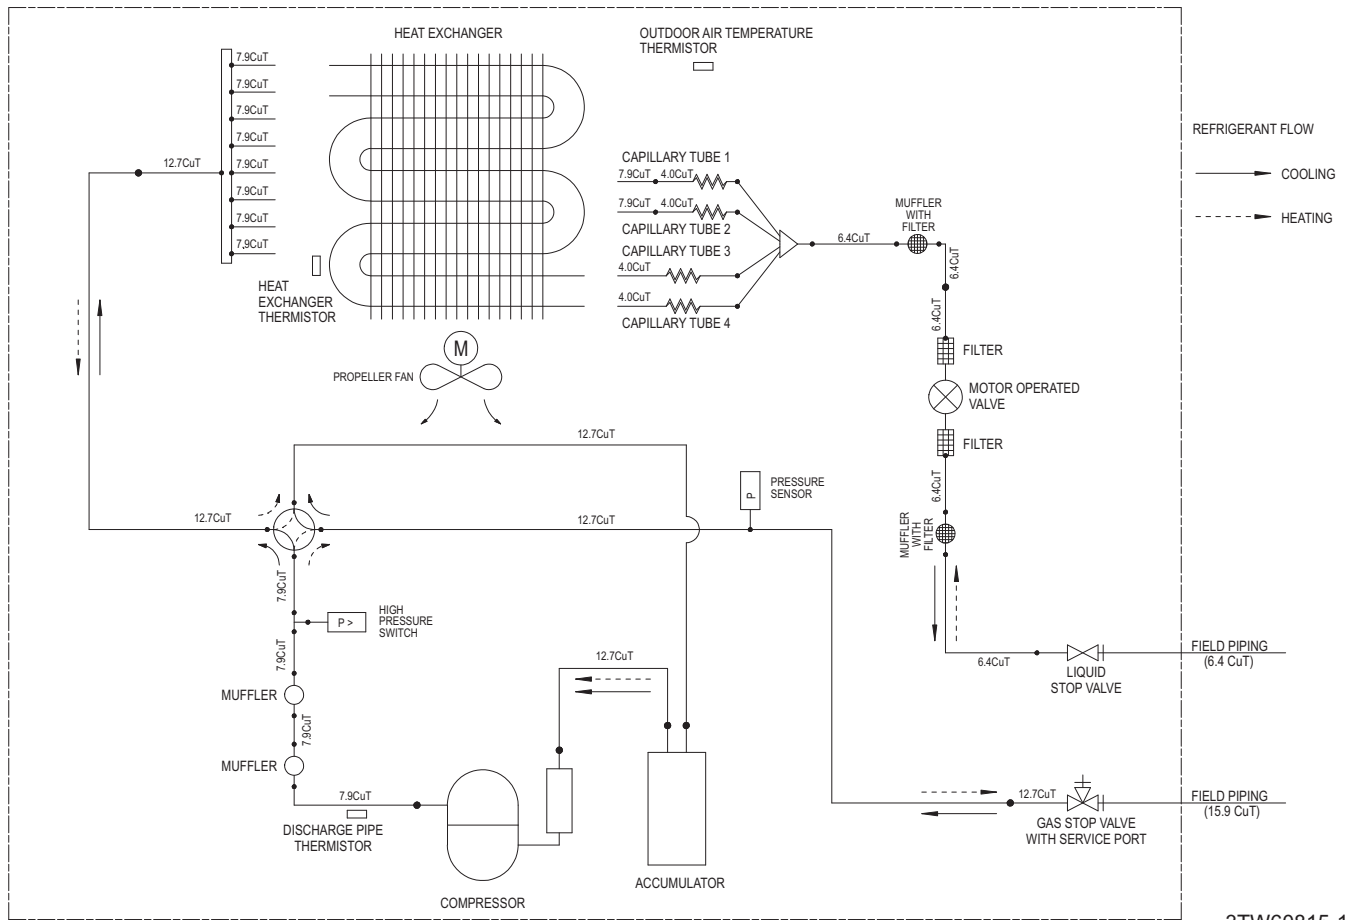 HEAT EXCHANGER
OUTDOOR AIR TEMPERATURE
THERMISTOR
7.9CuT
7.9CuT
7.9CuT
7.9CuT
7.9CuT
7.9CuT
7.9CuT
7.9CuT
12.7CuT
HEAT
EXCHANGER
THERMISTOR
CAPILLARY TUBE 1
7.9CuT
4.0CuT
7.9CuT
4.0CuT
CAPILLARY TUBE 2
CAPILLARY TUBE 3
4.0CuT
4.0CuT
CAPILLARY TUBE 4
6.4CuT
MUFFLER
WITH
FILTER
6.4CuT
6.4CuT
FILTER
MOTOR OPERATED
VALVE
FILTER
6.4CuT
MUFFLER
WITH
FILTER
REFRIGERANT FLOW
COOLING
HEATING
M
PROPELLER FAN
12.7CuT
12.7CuT
12.7CuT
P
PRESSURE
SENSOR
7.9CuT
P >
HIGH
PRESSURE
SWITCH
7.9CuT
MUFFLER
7.9CuT
MUFFLER
7.9CuT
DISCHARGE PIPE
THERMISTOR
COMPRESSOR
12.7CuT
ACCUMULATOR
6.4CuT
LIQUID
STOP VALVE
FIELD PIPING
(6.4 CuT)
12.7CuT
GAS STOP VALVE
WITH SERVICE PORT
FIELD PIPING
(15.9 CuT)